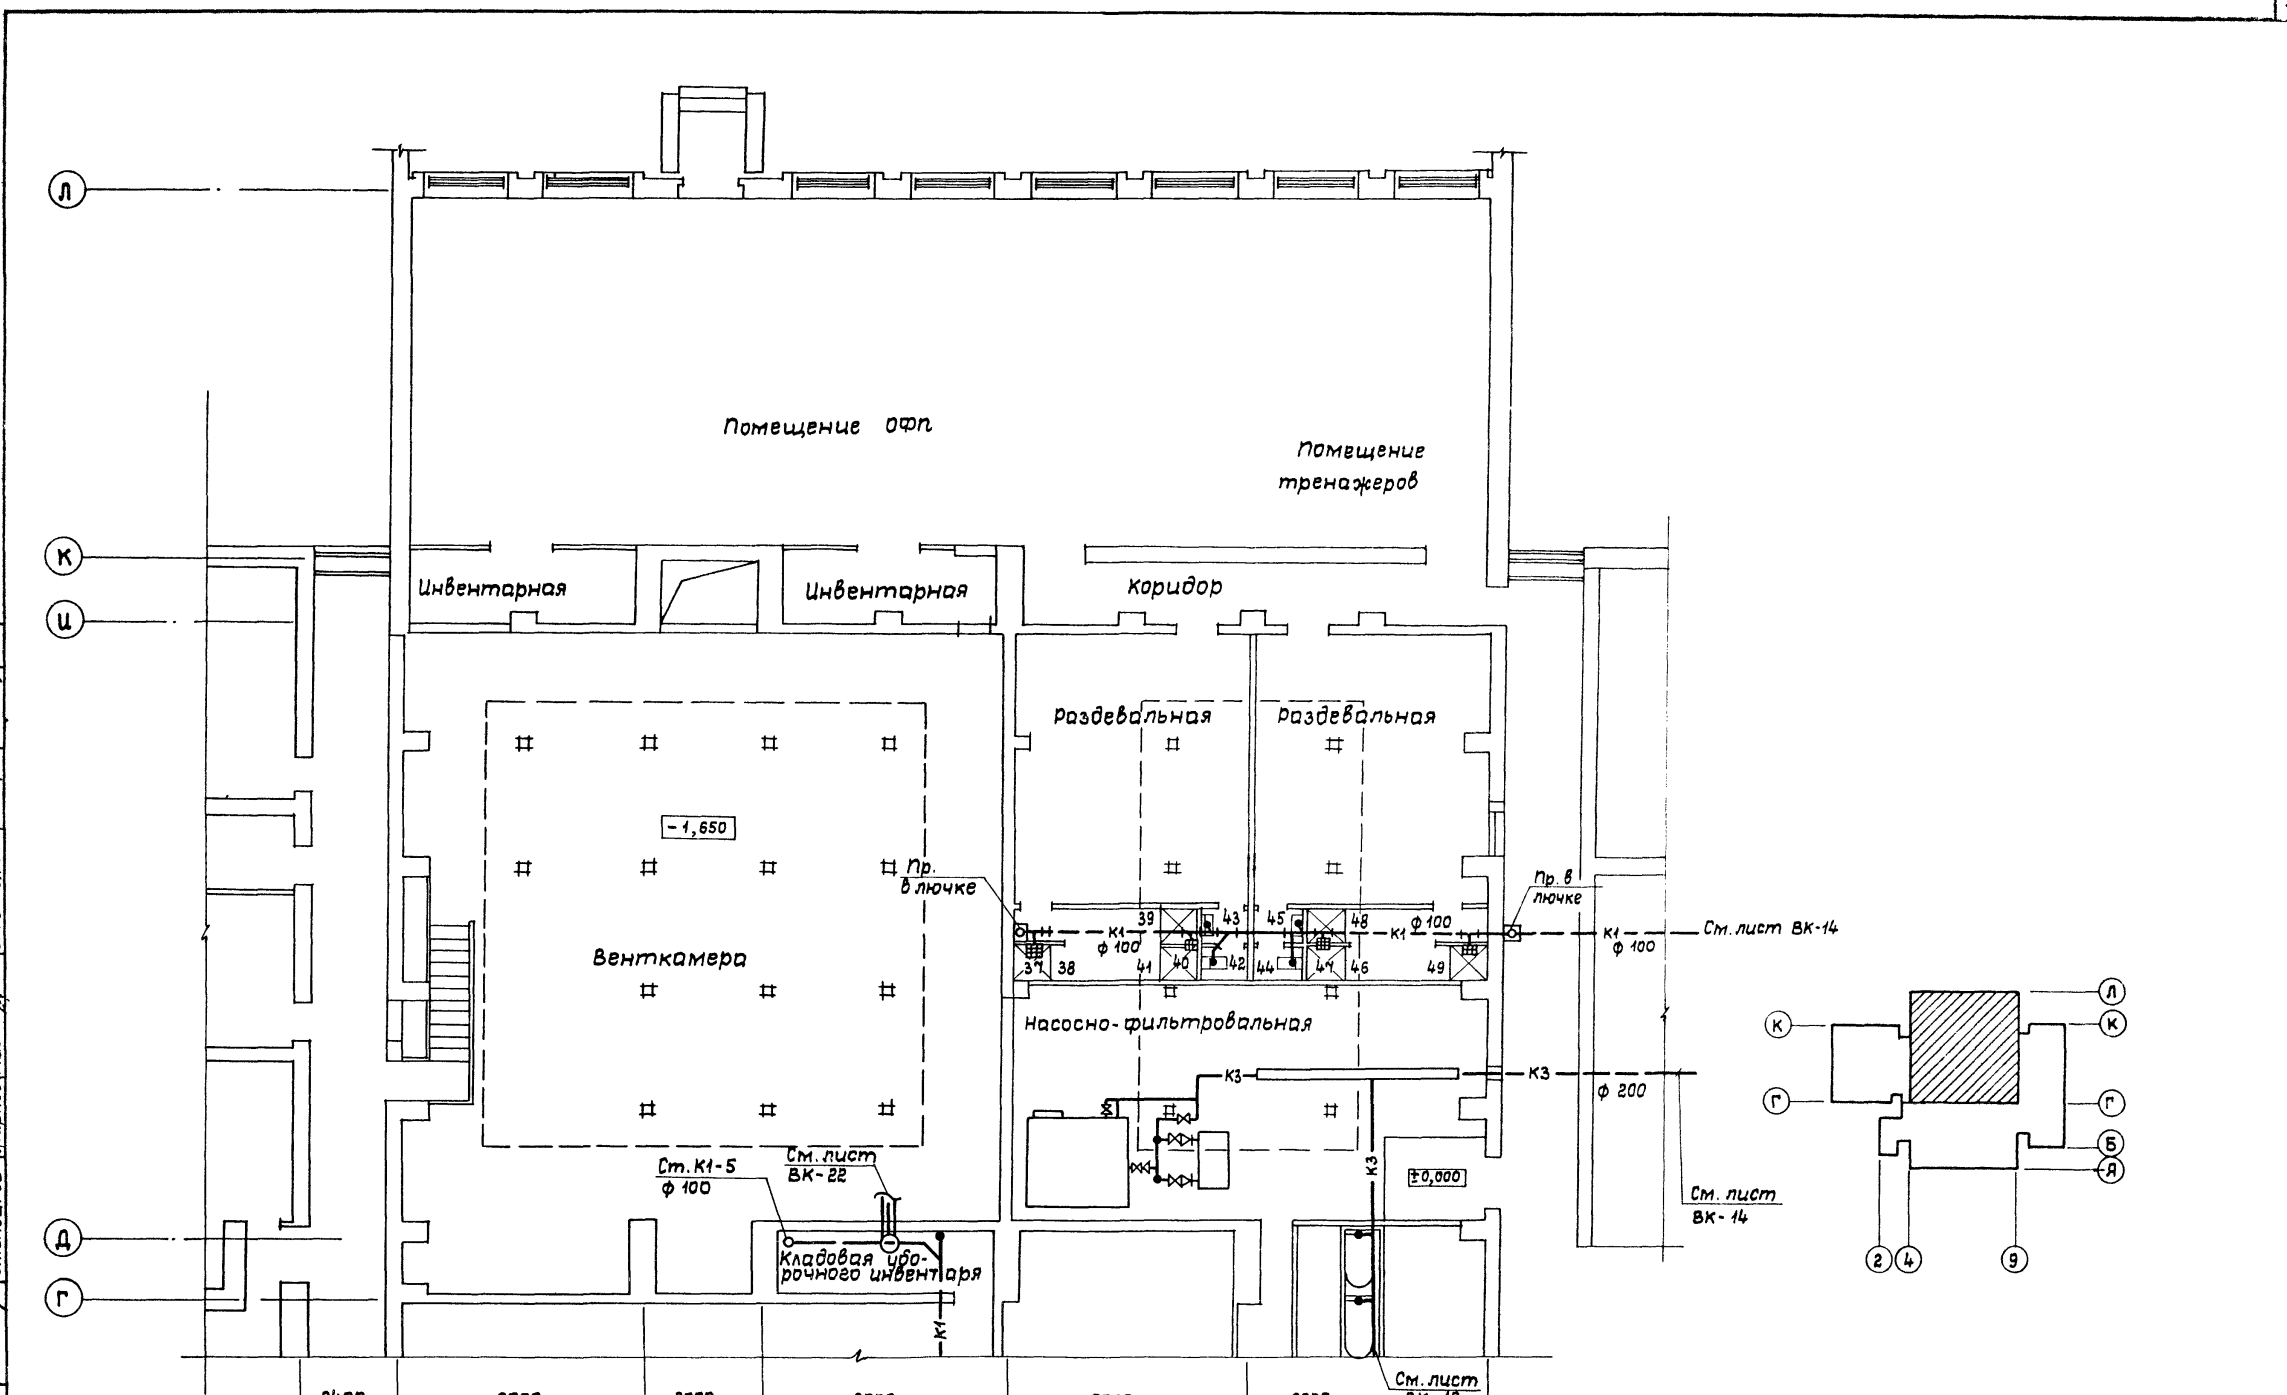 Л
Помещение ОФП
Помещение
тренажеров
К
Инвентарная
Инвентарная
Коридор
И
Раздевальная
Раздевальная
-1,650
Пр.
в лючке
Пр. в
лючке
39
43
45
48
ф 100
К1
ф 100
К1
К1
ф 100
См. лист ВК-14
37
38
41
40
42
44
47
46
49
Венткамера
Насосно-фильтровальная
К3
К3
ф 200
Л
К
К
Г
Г
Б
Я
2
4
9
См. лист
ВК-14
Ст. К1-5
ф 100
См. лист
ВК-22
К3
±0,000
Д
Кладовая убо-
рочного инвентаря
Г
К1
См. лист